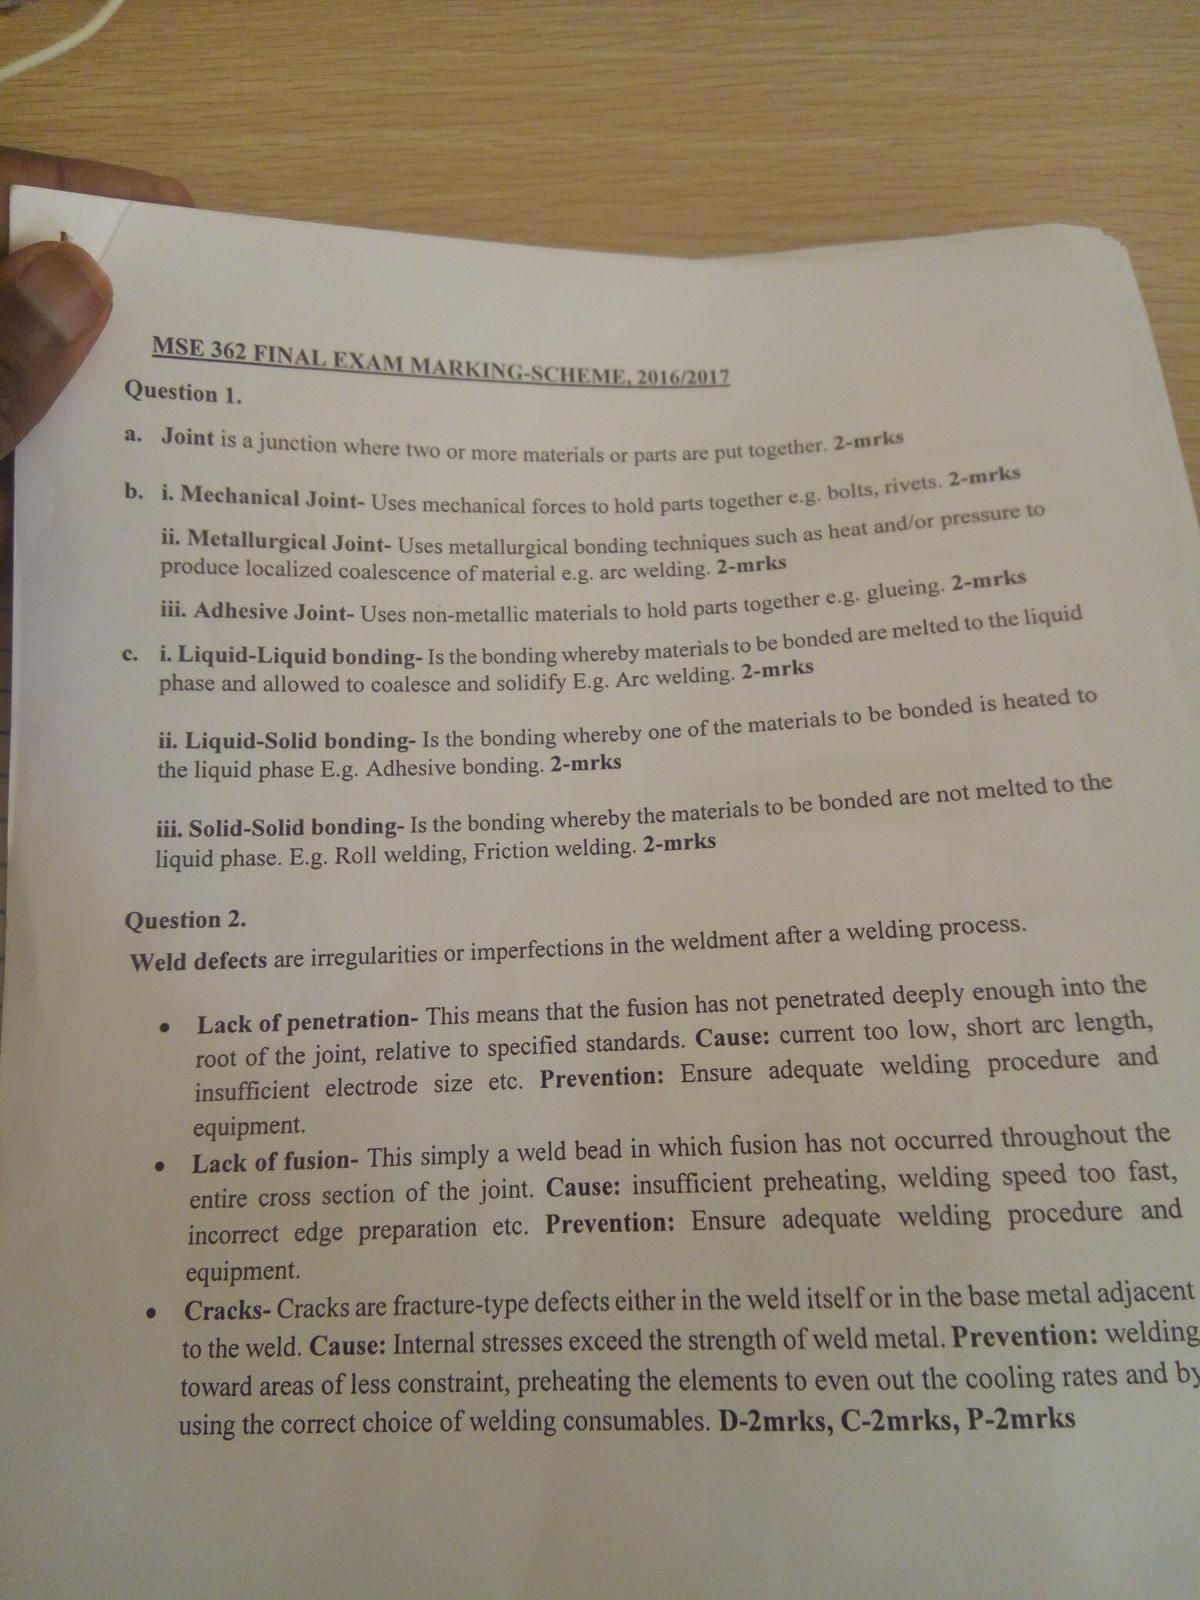 MSE 362 FINAL EXAM MARKING-SCHEME, 2016/2017
Question 1.
a. Joint is a junction where two or more materials or parts are put together. 2-mrks
b. i. Mechanical Joint- Uses mechanical forces to hold parts together e.g. bolts, rivets. 2-mrks
ii. Metallurgical Joint- Uses metallurgical bonding techniques such as heat and/or pressure to
produce localized coalescence of material e.g. arc welding. 2-mrks
iii. Adhesive Joint- Uses non-metallic materials to hold parts together e.g. glueing. 2-mrks
c. i. Liquid-Liquid bonding- Is the bonding whereby materials to be bonded are melted to the liquid
phase and allowed to coalesce and solidify E.g. Arc welding. 2-mrks
ii. Liquid-Solid bonding- Is the bonding whereby one of the materials to be bonded is heated to
the liquid phase E.g. Adhesive bonding. 2-mrks
iii. Solid-Solid bonding- Is the bonding whereby the materials to be bonded are not melted to the
liquid phase. E.g. Roll welding, Friction welding. 2-mrks
Question 2.
Weld defects are irregularities or imperfections in the weldment after a welding process.
• Lack of penetration- This means that the fusion has not penetrated deeply enough into the
root of the joint, relative to specified standards. Cause: current too low, short arc length,
insufficient electrode size etc. Prevention: Ensure adequate welding procedure and
equipment.
• Lack of fusion- This simply a weld bead in which fusion has not occurred throughout the
entire cross section of the joint. Cause: insufficient preheating, welding speed too fast,
incorrect edge preparation etc. Prevention: Ensure adequate welding procedure and
equipment.
• Cracks- Cracks are fracture-type defects either in the weld itself or in the base metal adjacent
to the weld. Cause: Internal stresses exceed the strength of weld metal. Prevention: welding
toward areas of less constraint, preheating the elements to even out the cooling rates and by
using the correct choice of welding consumables. D-2mrks, C-2mrks, P-2mrks